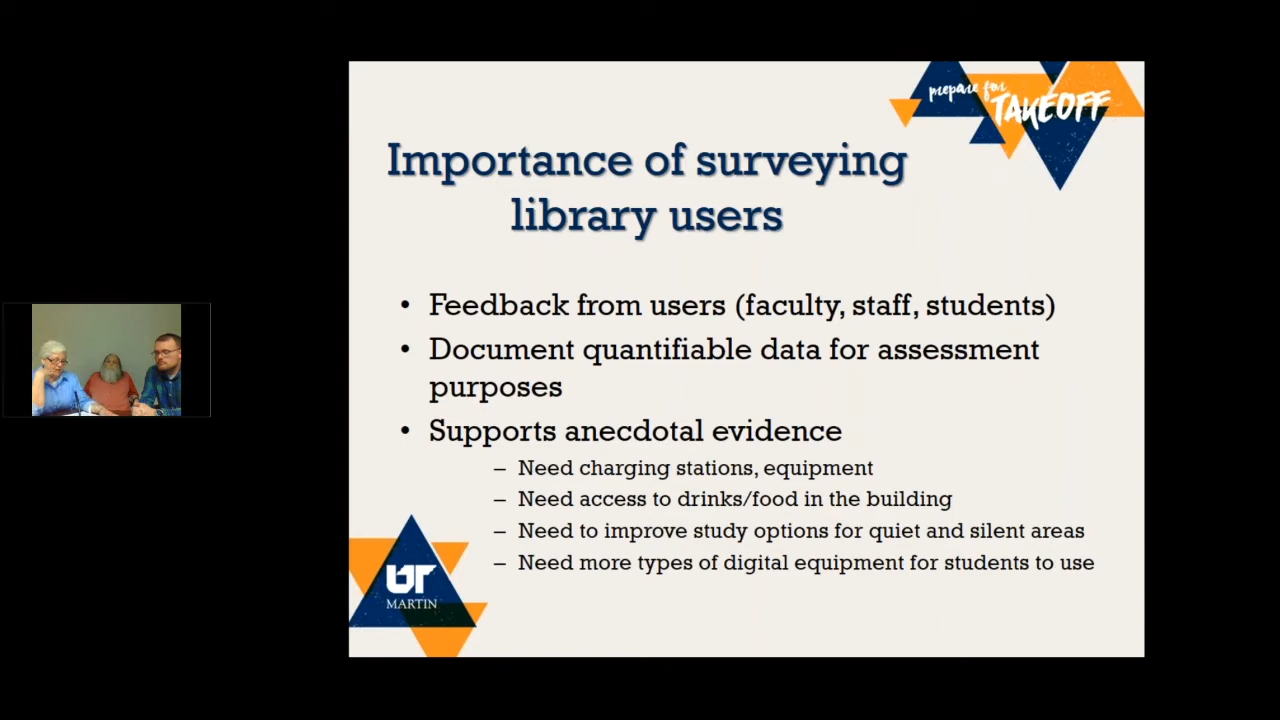 prepare for
TAKEOFF
Importance of surveying
library users
• Feedback from users (faculty, staff, students)
• Document quantifiable data for assessment
purposes
• Supports anecdotal evidence
– Need charging stations, equipment
– Need access to drinks/food in the building
– Need to improve study options for quiet and silent areas
– Need more types of digital equipment for students to use
UT
MARTIN